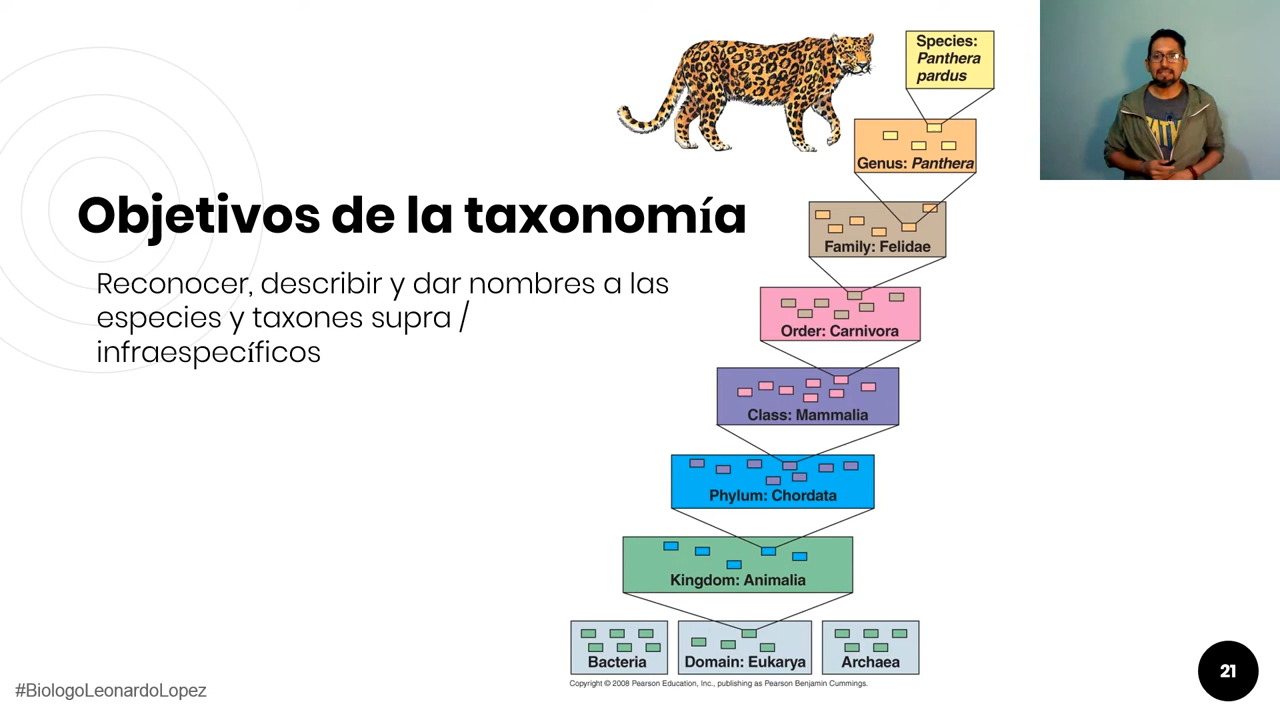 Objetivos de la taxonomía
Reconocer, describir y dar nombres a las
especies y taxones supra /
infraespecíficos
Species:
Panthera
pardus
Genus: Panthera
Family: Felidae
Order: Carnivora
Class: Mammalia
Phylum: Chordata
Kingdom: Animalia
Bacteria
Domain: Eukarya
Archaea
Copyright © 2008 Pearson Education, Inc., publishing as Pearson Benjamin Cummings.
#BiologoLeonardoLopez
21